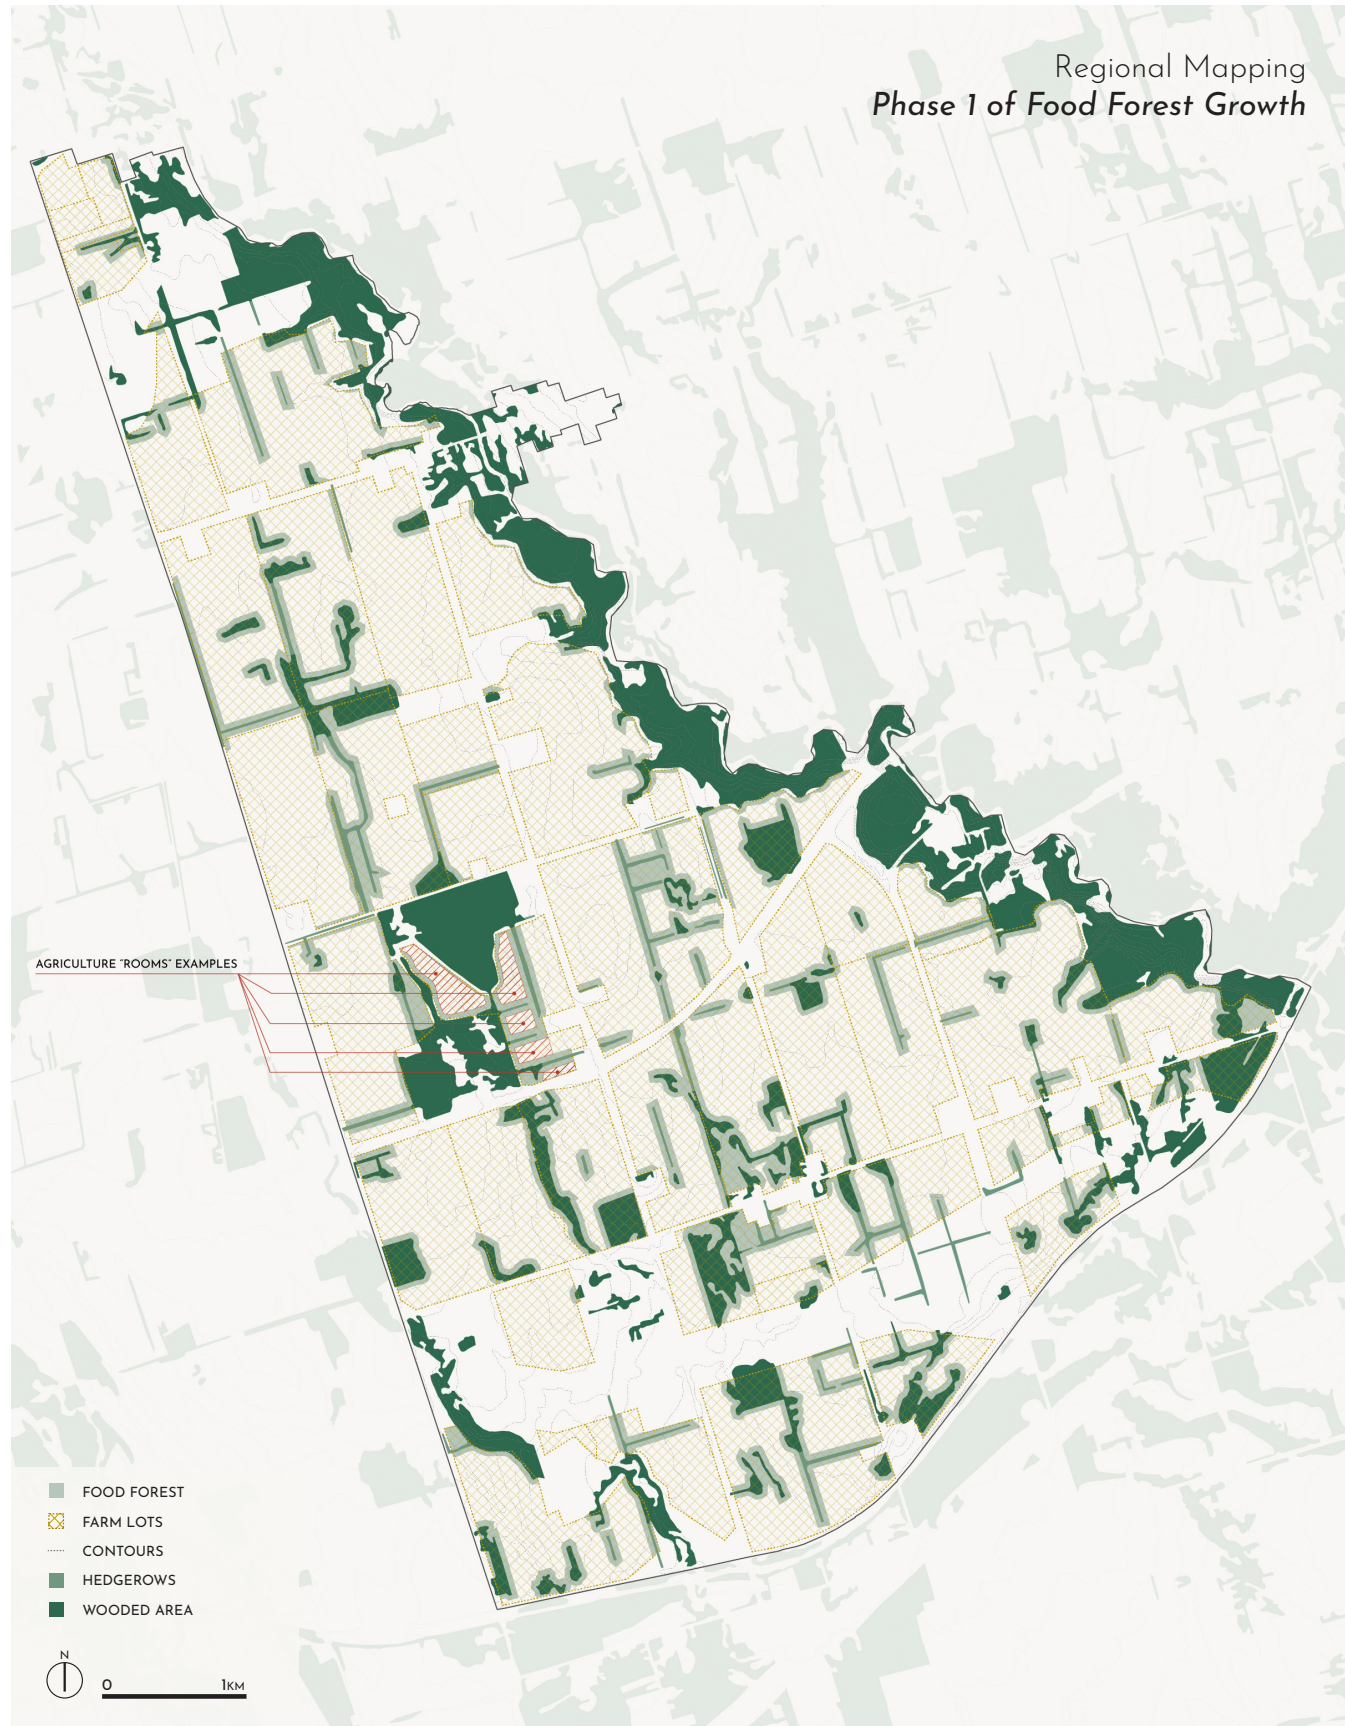 Regional Mapping
Phase 1 of Food Forest Growth
AGRICULTURE "ROOMS" EXAMPLES
FOOD FOREST
FARM LOTS
CONTOURS
HEDGEROWS
WOODED AREA
N
0 1KM